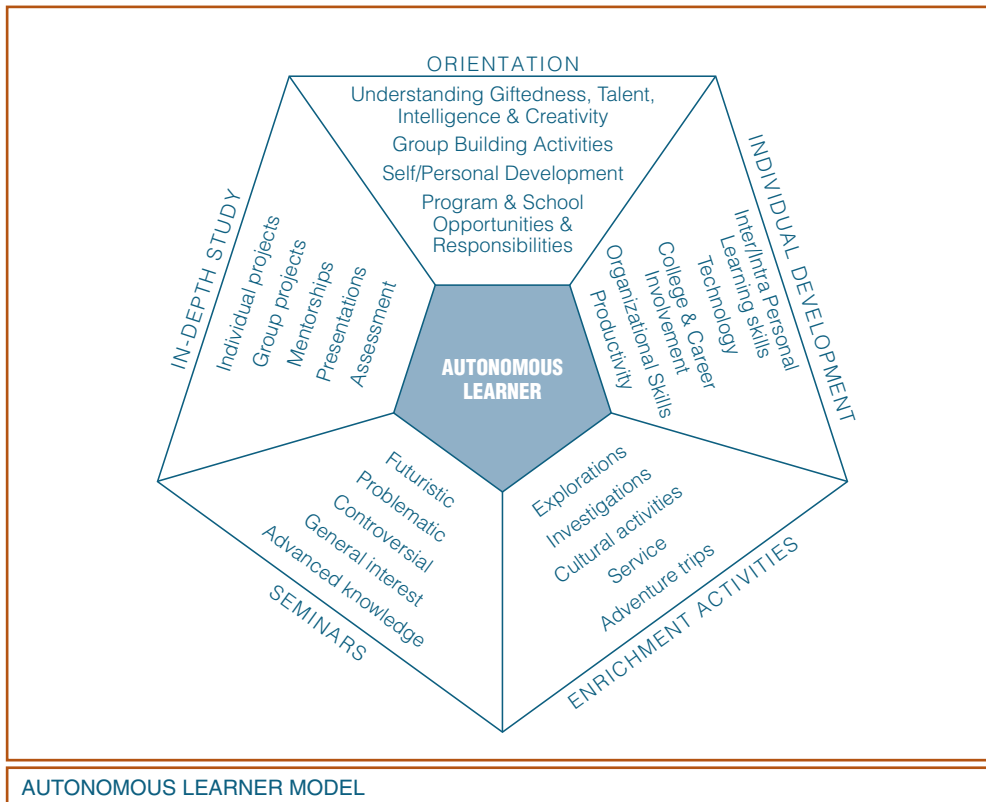 ORIENTATION
Understanding Giftedness, Talent,
Intelligence & Creativity
Group Building Activities
Self/Personal Development
Program & School
Opportunities &
Responsibilities
INDIVIDUAL DEVELOPMENT
Inter/Intra Personal
Learning skills
Technology
College & Career
Involvement
Organizational Skills
Productivity
ENRICHMENT ACTIVITIES
Explorations
Investigations
Cultural activities
Service
Adventure trips
SEMINARS
Futuristic
Problematic
Controversial
General interest
Advanced knowledge
IN-DEPTH STUDY
Individual projects
Group projects
Mentorships
Presentations
Assessment
AUTONOMOUS
LEARNER
AUTONOMOUS LEARNER MODEL